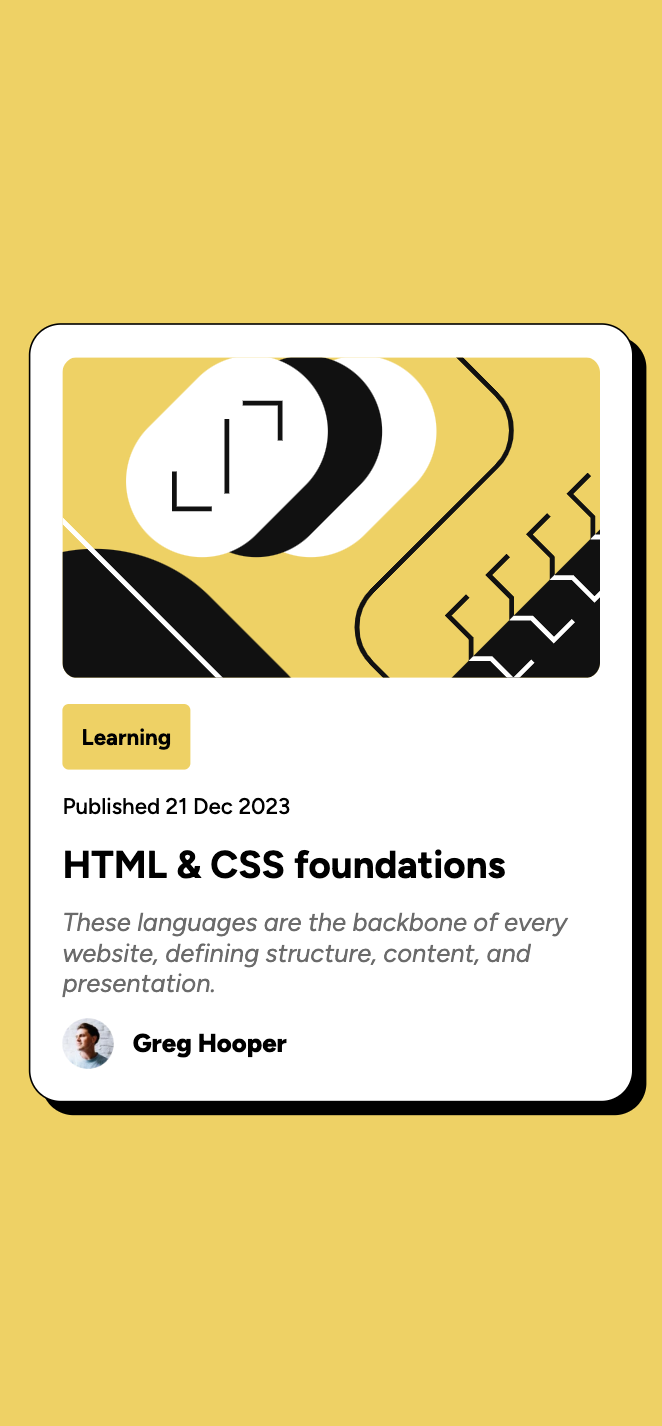 Learning
Published 21 Dec 2023
HTML & CSS foundations
These languages are the backbone of every
website, defining structure, content, and
presentation.
Greg Hooper